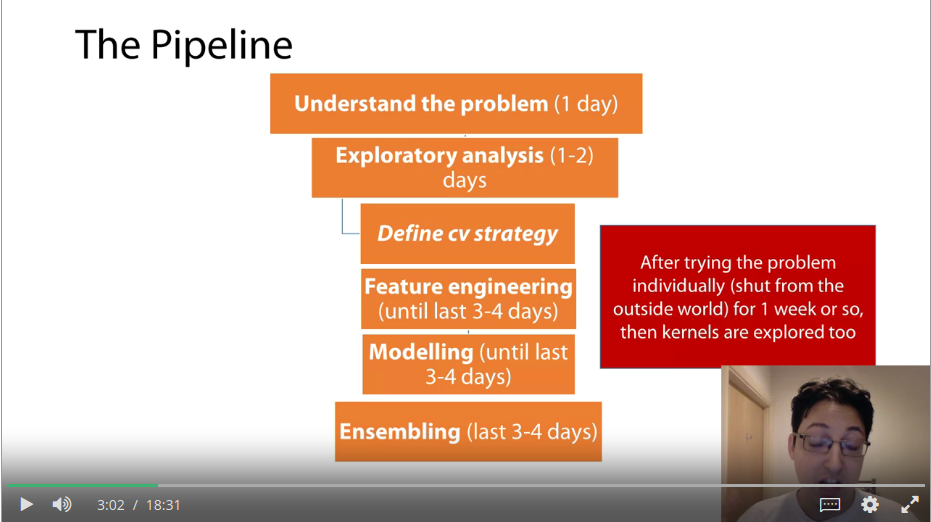 The Pipeline
Understand the problem (1 day)
Exploratory analysis (1-2)
days
Define cv strategy
Feature engineering
(until last 3-4 days)
Modelling (until last
3-4 days)
Ensembling (last 3-4 days)
After trying the problem
individually (shut from the
outside world) for 1 week or so,
then kernels are explored too
3:02 / 18:31